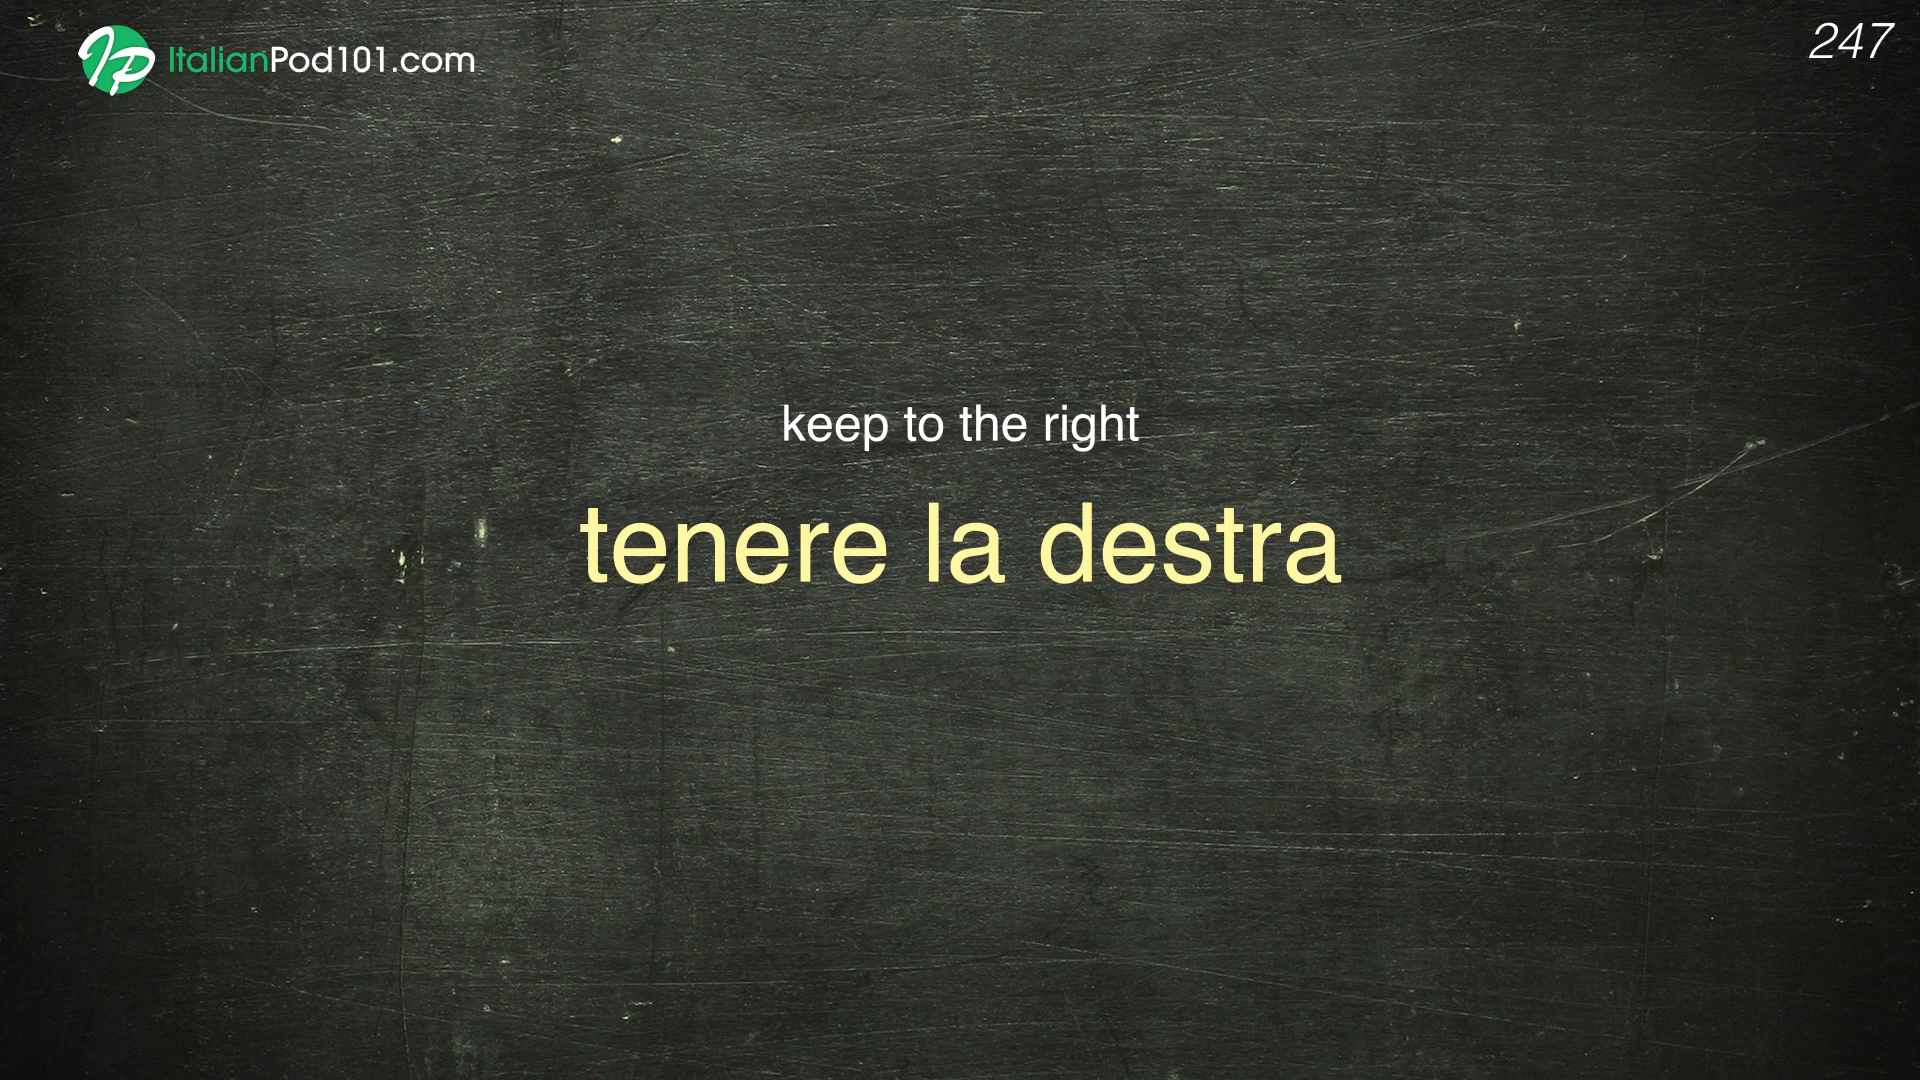 ItalianPod101.com
247
keep to the right
tenere la destra